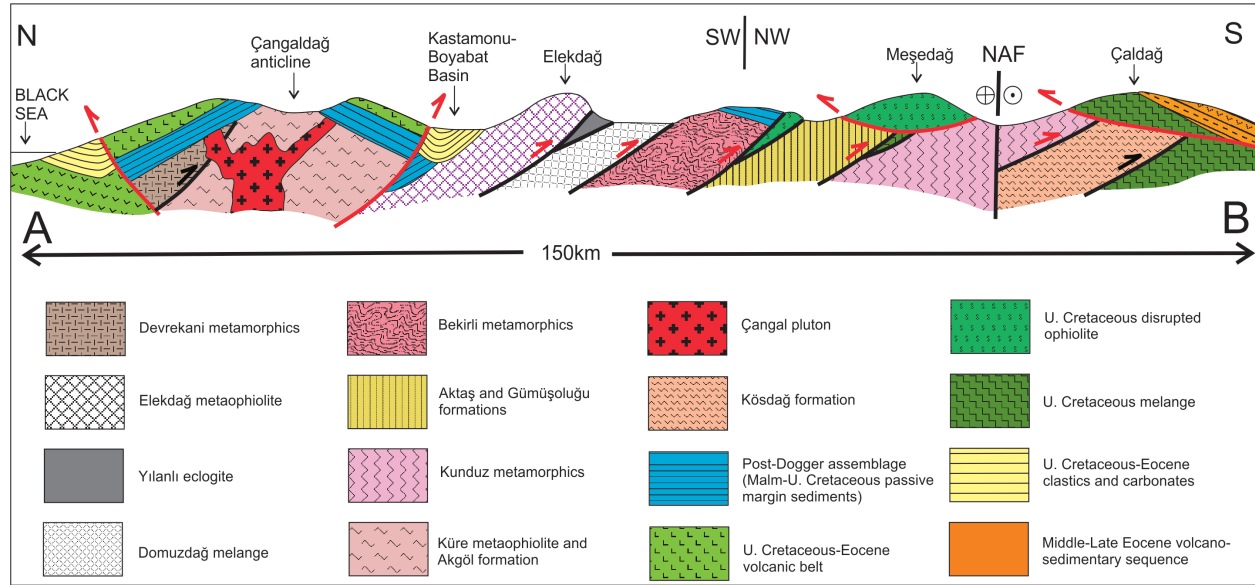 N
Çangaldağ
anticline
Kastamonu-
Boyabat
Basin
Elekdağ
SW NW
Meşedağ
NAF
Çaldağ
S
BLACK
SEA
A
B
150km
Devrekani metamorphics
Bekirli metamorphics
Çangal pluton
U. Cretaceous disrupted
ophiolite
Elekdağ metaophiolite
Aktaş and Gümüşoluğu
formations
Kösdağ formation
U. Cretaceous melange
Yılanlı eclogite
Kunduz metamorphics
Post-Dogger assemblage
(Malm-U. Cretaceous passive
margin sediments)
U. Cretaceous-Eocene
clastics and carbonates
Domuzdağ melange
Küre metaophiolite and
Akgöl formation
U. Cretaceous-Eocene
volcanic belt
Middle-Late Eocene volcano-
sedimentary sequence